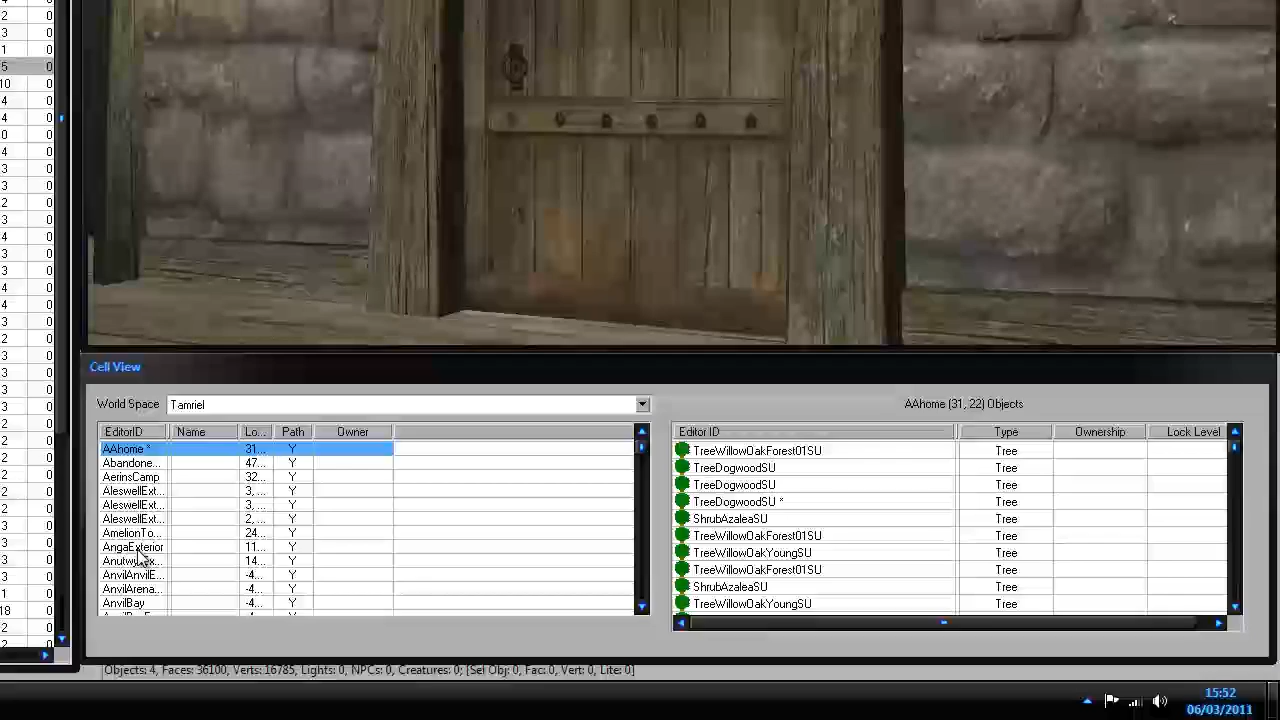 Cell View
World Space Tamriel
AAhome (31, 22) Objects
EditorID Name Lo... Path Owner
AAhome * 31... Y
Abandone... 47... Y
AerinsCamp 32... Y
AleswellExt... 3, ... Y
AleswellExt... 3, ... Y
AleswellExt... 2, ... Y
AmelionTo... 24... Y
AngaExterior 11... Y
14... Y
AnvilAnvilE... -4... Y
AnvilArena... -4... Y
AnvilBay -4... Y
Editor ID Type Ownership Lock Level
TreeWillowOakForest01SU Tree
TreeDogwoodSU Tree
TreeDogwoodSU Tree
TreeDogwoodSU * Tree
ShrubAzaleaSU Tree
TreeWillowOakForest01SU Tree
TreeWillowOakYoungSU Tree
TreeWillowOakForest01SU Tree
ShrubAzaleaSU Tree
TreeWillowOakYoungSU Tree
Objects: 4, Faces: 36100, Verts: 16785, Lights: 0, NPCs: 0, Creatures: 0; [Sel Obj: 0, Fac: 0, Vert: 0, Lite: 0]
15:52
06/03/2011